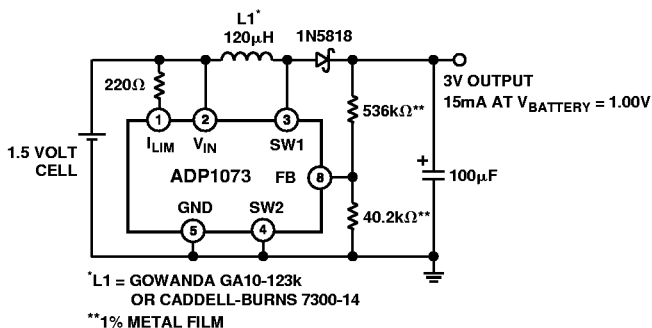 L1*
120μH
1N5818
220Ω
3V OUTPUT
15mA AT VBATTERY = 1.00V
536kΩ**
1
2
3
ILIM
VIN
SW1
1.5 VOLT
CELL
ADP1073
FB
8
+
100μF
GND
SW2
40.2kΩ**
5
4
*L1 = GOWANDA GA10-123k
OR CADDELL-BURNS 7300-14
**1% METAL FILM